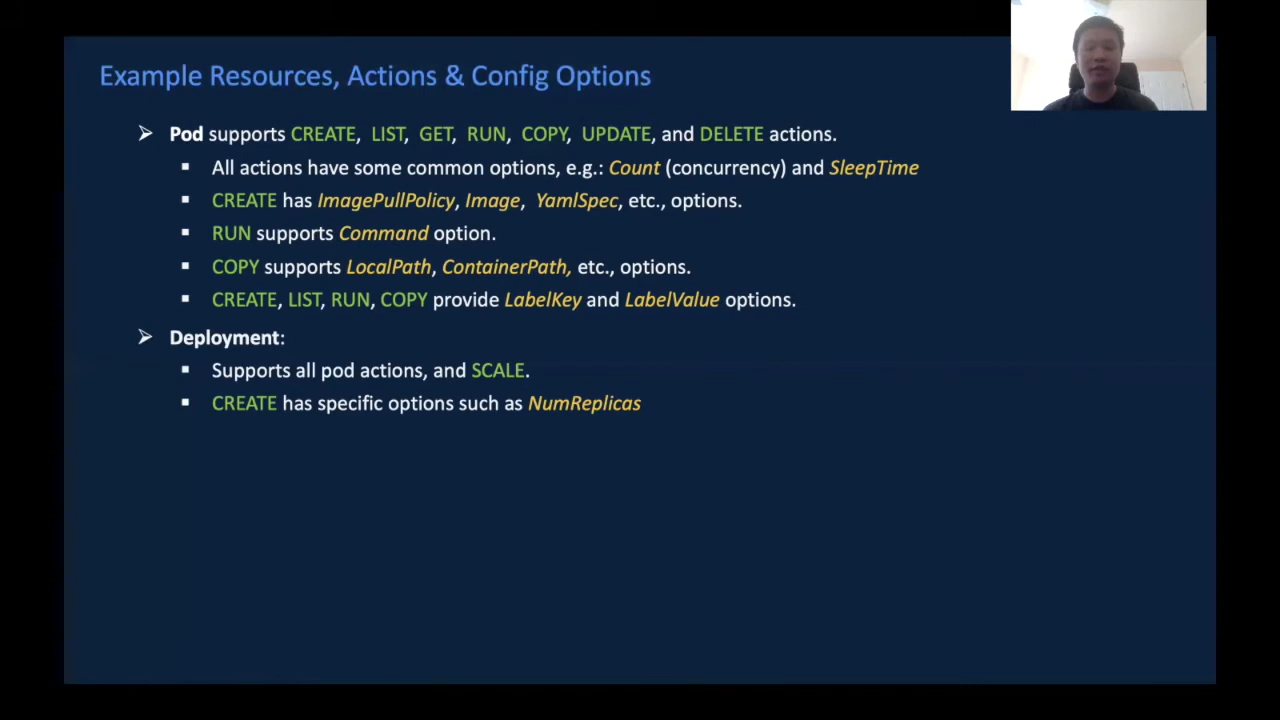 Example Resources, Actions & Config Options
Pod supports CREATE, LIST, GET, RUN, COPY, UPDATE, and DELETE actions.
All actions have some common options, e.g.: Count (concurrency) and SleepTime
CREATE has ImagePullPolicy, Image, YamlSpec, etc., options.
RUN supports Command option.
COPY supports LocalPath, ContainerPath, etc., options.
CREATE, LIST, RUN, COPY provide LabelKey and LabelValue options.
Deployment:
Supports all pod actions, and SCALE.
CREATE has specific options such as NumReplicas